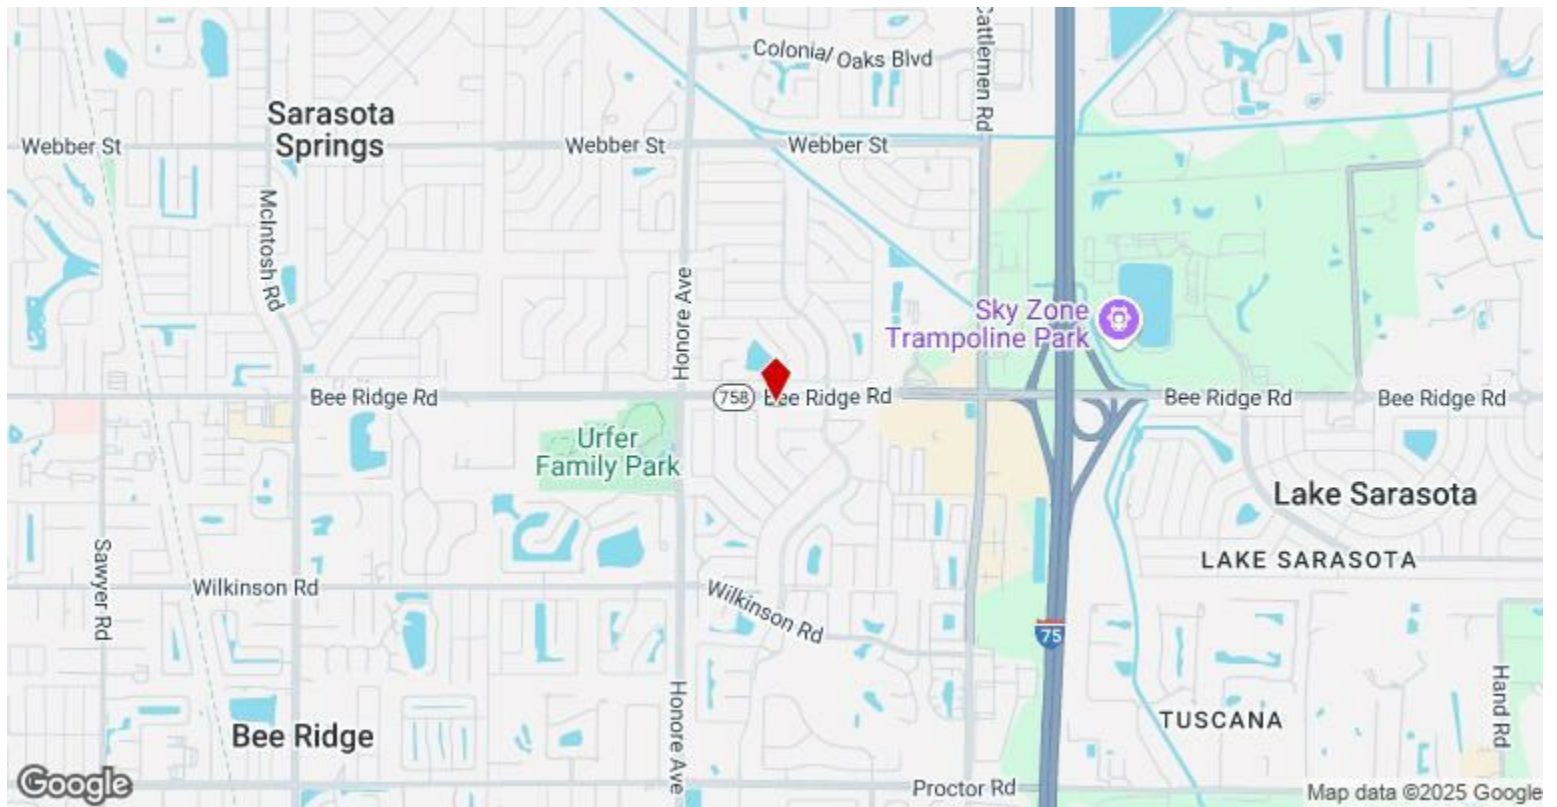 Colonial Oaks Blvd
Cattlemen Rd
Sarasota
Springs
Webber St
Webber St
Webber St
McIntosh Rd
Honore Ave
Sky Zone
Trampoline Park
Bee Ridge Rd
758
Bee Ridge Rd
Bee Ridge Rd
Bee Ridge Rd
Urfer
Family Park
Lake Sarasota
LAKE SARASOTA
Sawyer Rd
Wilkinson Rd
Wilkinson Rd
75
Honore Ave
Hand Rd
TUSCANA
Bee Ridge
Proctor Rd
Google
Map data ©2025 Google